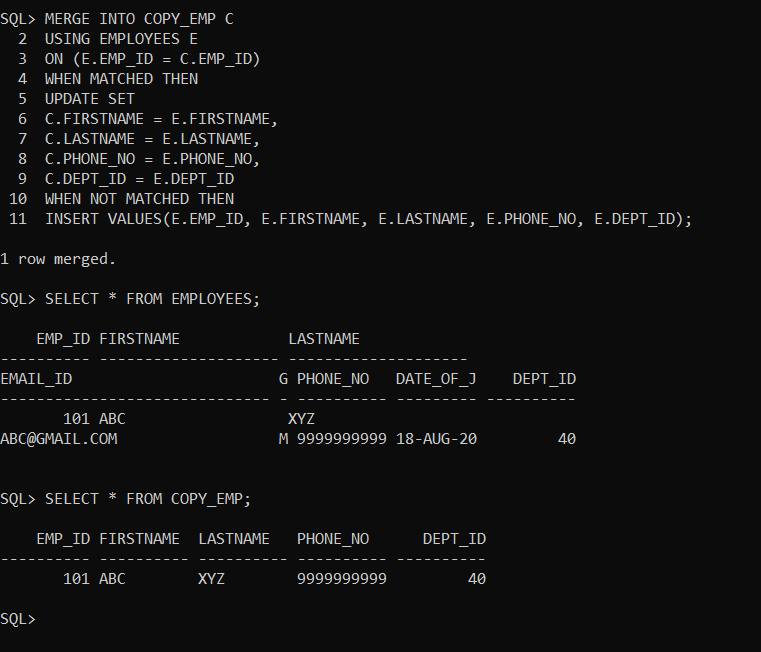 SQL> MERGE INTO COPY_EMP C
  2  USING EMPLOYEES E
  3  ON (E.EMP_ID = C.EMP_ID)
  4  WHEN MATCHED THEN
  5  UPDATE SET
  6  C.FIRSTNAME = E.FIRSTNAME,
  7  C.LASTNAME = E.LASTNAME,
  8  C.PHONE_NO = E.PHONE_NO,
  9  C.DEPT_ID = E.DEPT_ID
 10  WHEN NOT MATCHED THEN
 11  INSERT VALUES(E.EMP_ID, E.FIRSTNAME, E.LASTNAME, E.PHONE_NO, E.DEPT_ID);
1 row merged.
SQL> SELECT * FROM EMPLOYEES;
    EMP_ID FIRSTNAME            LASTNAME
---------- -------------------- --------------------
EMAIL_ID                       G PHONE_NO   DATE_OF_J    DEPT_ID
------------------------------ - ---------- --------- ----------
       101 ABC                  XYZ
ABC@GMAIL.COM                  M 9999999999 18-AUG-20         40
SQL> SELECT * FROM COPY_EMP;
    EMP_ID FIRSTNAME  LASTNAME   PHONE_NO      DEPT_ID
---------- ---------- ---------- ---------- ----------
       101 ABC        XYZ        9999999999         40
SQL>